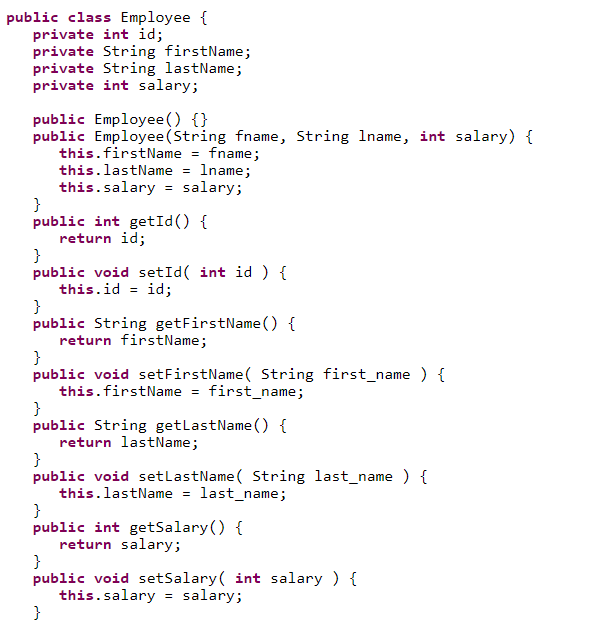 public class Employee {
private int id;
private String firstName;
private String lastName;
private int salary;
public Employee() {}
public Employee(String fname, String lname, int salary) {
this.firstName = fname;
this.lastName = lname;
this.salary = salary;
}
public int getId() {
return id;
}
public void setId( int id ) {
this.id = id;
}
public String getFirstName() {
return firstName;
}
public void setFirstName( String first_name ) {
this.firstName = first_name;
}
public String getLastName() {
return lastName;
}
public void setLastName( String last_name ) {
this.lastName = last_name;
}
public int getSalary() {
return salary;
}
public void setSalary( int salary ) {
this.salary = salary;
}